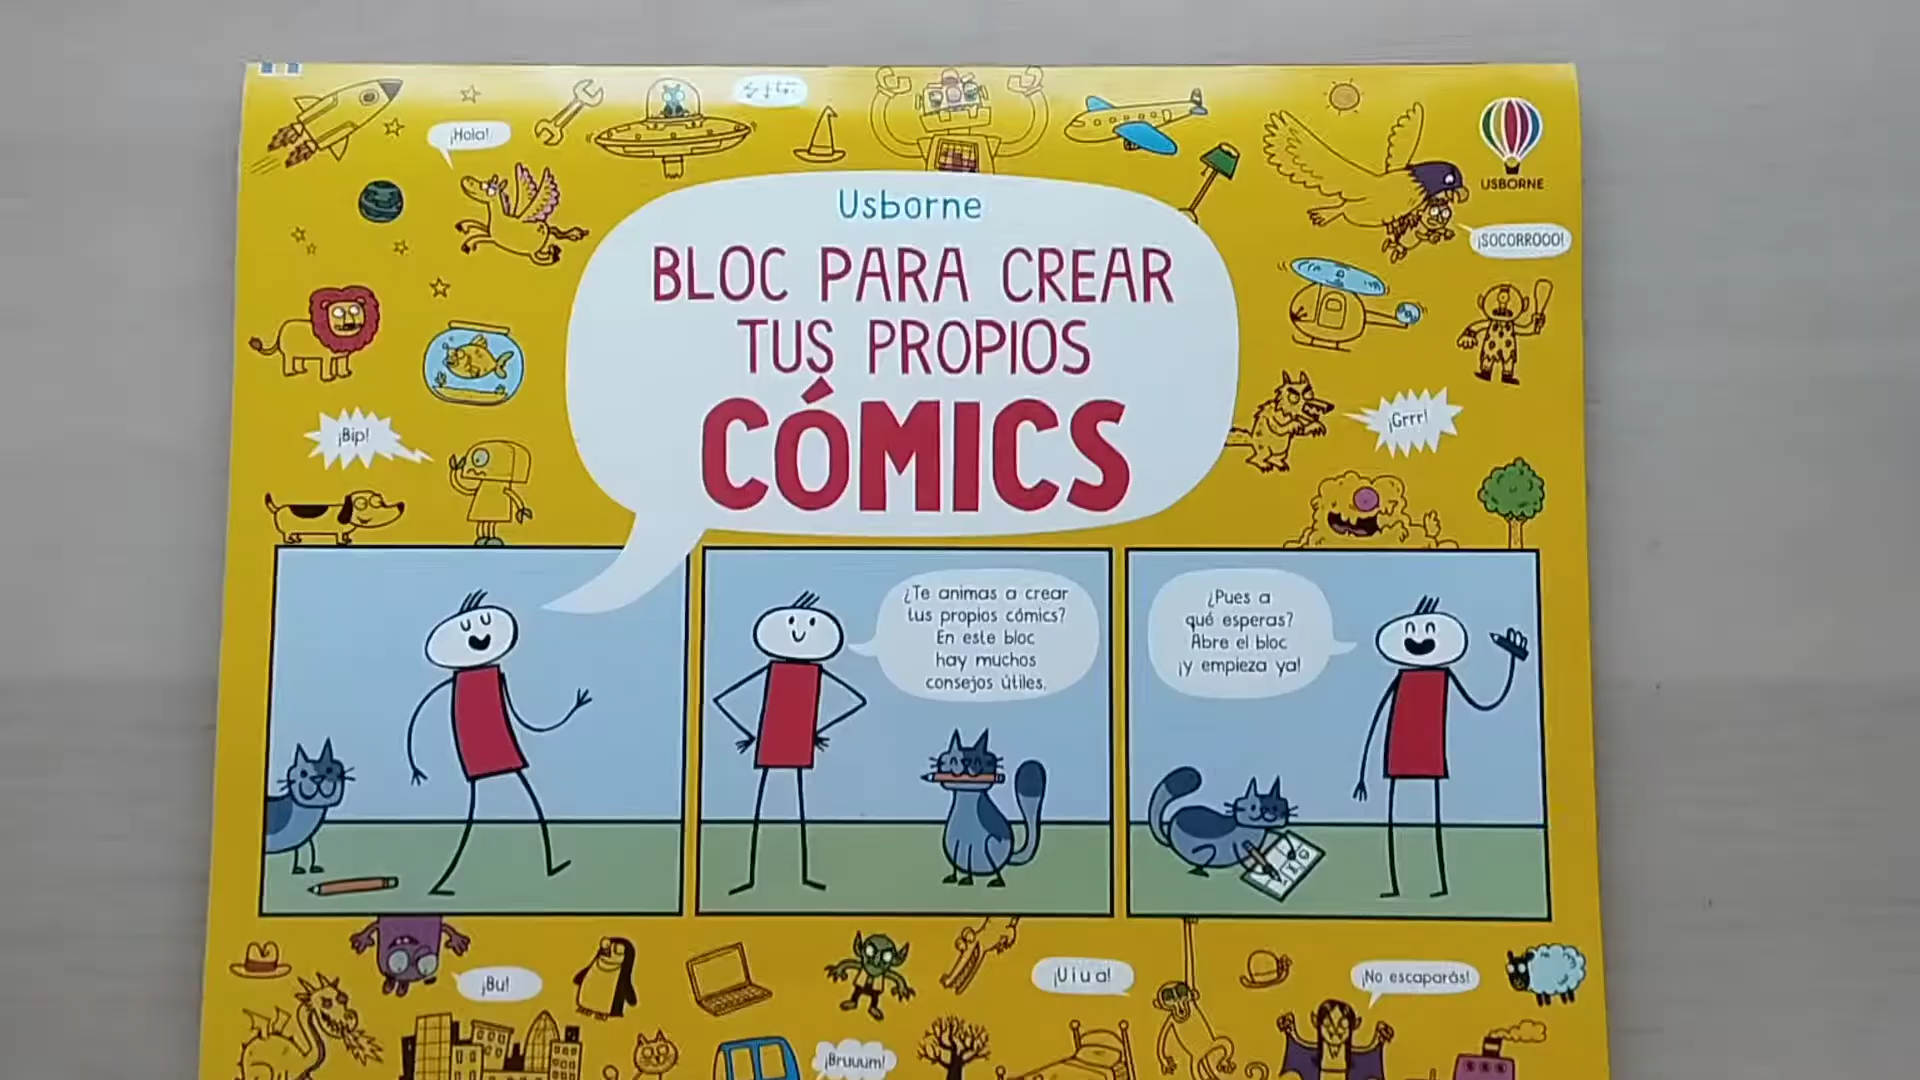 ¡Hola!
USBORNE
¡SOCORROOO!
Usborne
BLOC PARA CREAR
TUS PROPIOS
CÓMICS
¡Bip!
¡Grrr!
¿Te animas a crear
tus propios cómics?
En este bloc
hay muchos
consejos útiles.
¿Pues a
qué esperas?
Abre el bloc
¡y empieza ya!
¡Bu!
¡U i u a!
¡No escaparás!
¡Bruuum!